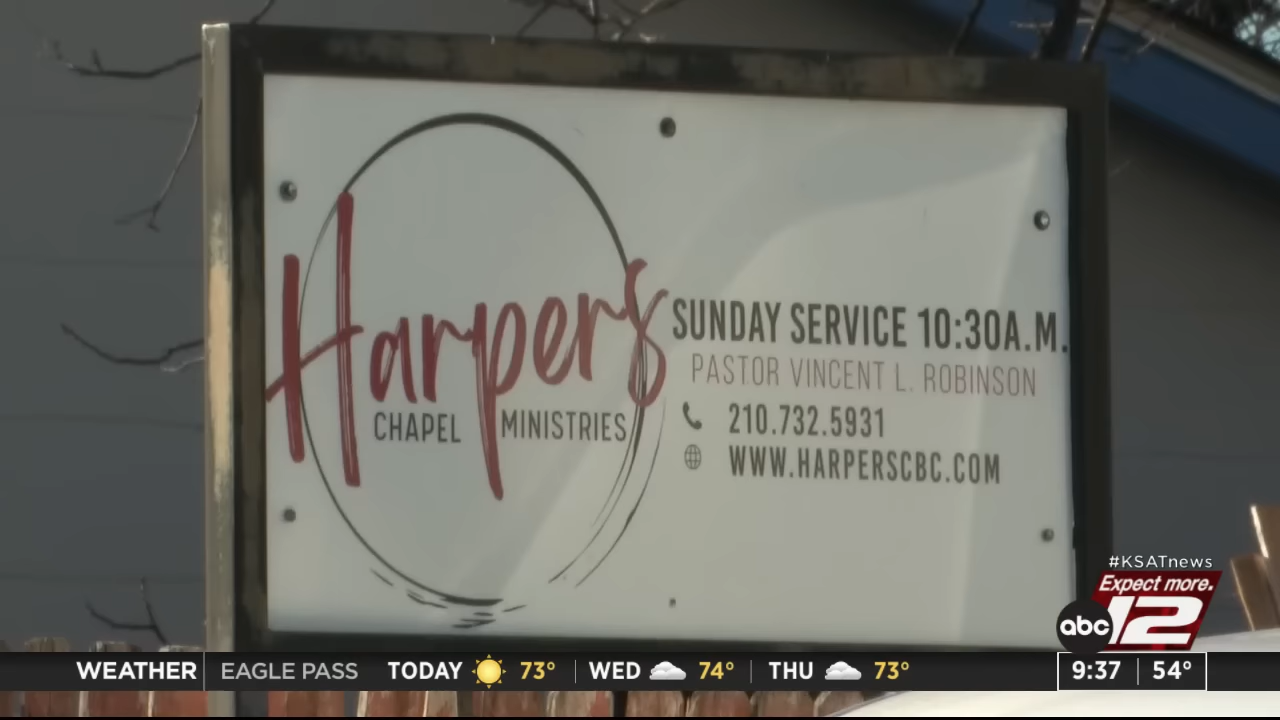 Harpers
CHAPEL MINISTRIES
SUNDAY SERVICE 10:30A.M.
PASTOR VINCENT L. ROBINSON
210.732.5931
WWW.HARPERSCBC.COM
#KSATnews
Expect more.
abc 12
WEATHER EAGLE PASS TODAY 73° WED 74° THU 73° 9:37 54°